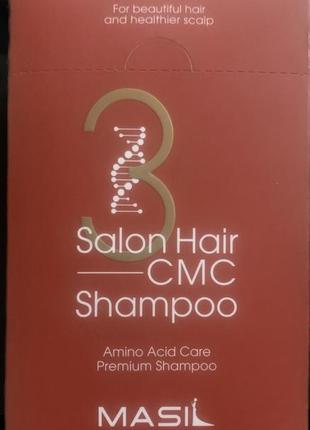 For beautiful hair
and healthier scalp
3
Salon Hair
CMC
Shampoo
Amino Acid Care
Premium Shampoo
MASIL